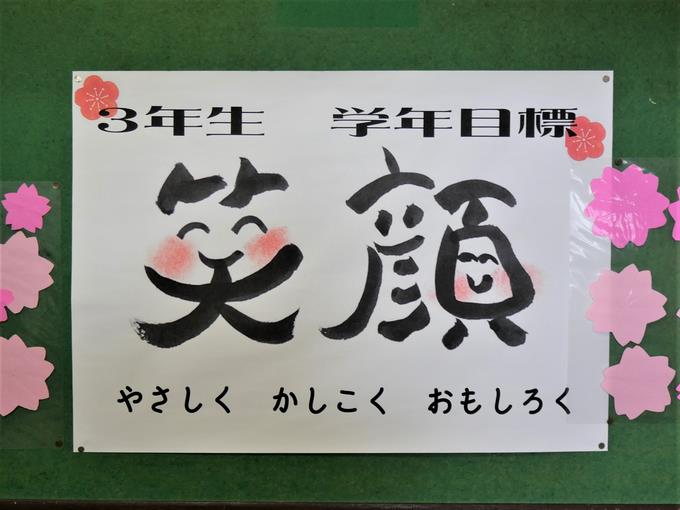 3年生 学年目標
笑顔
やさしく かしこく おもしろく